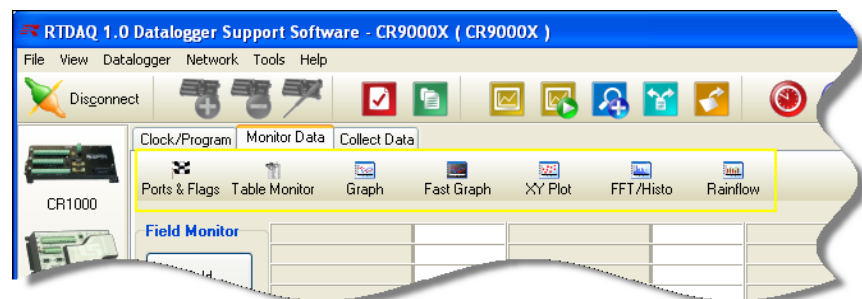 RTDAQ 1.0 Datalogger Support Software - CR9000X ( CR9000X )
File View Datalogger Network Tools Help
Disconnect
Clock/Program Monitor Data Collect Data
Ports & Flags Table Monitor Graph Fast Graph XY Plot FFT/Histo Rainflow
CR1000
Field Monitor